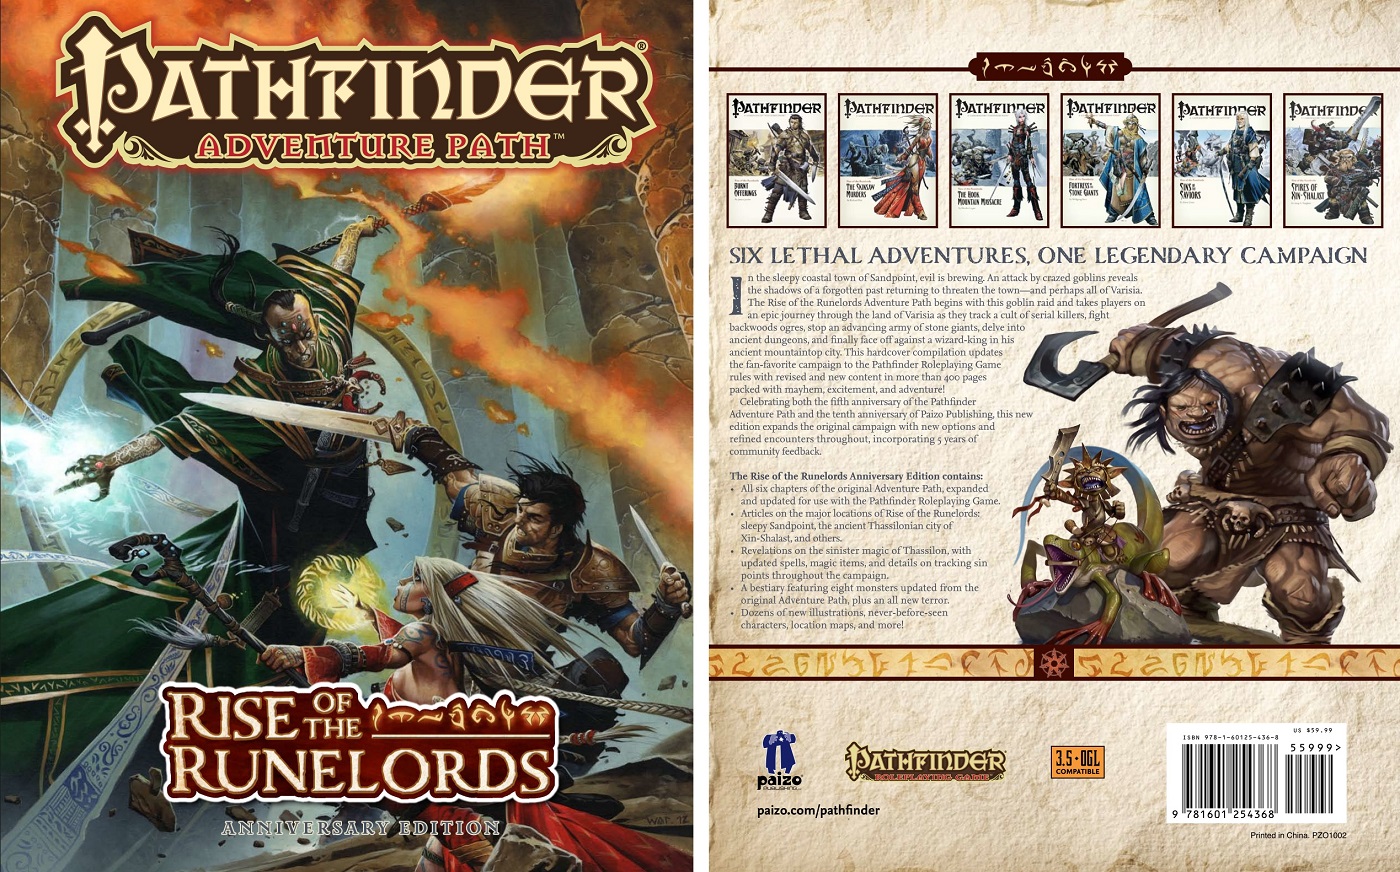 PATHFINDER®
ADVENTURE PATH™
RISE OF THE
RUNELORDS
ANNIVERSARY EDITION
WAR. 12
PATHFINDER
BURNT
OFFERINGS
PATHFINDER
THE SKINSAW
MURDERS
PATHFINDER
THE HOOK
MOUNTAIN MASSACRE
PATHFINDER
FORTRESS OF THE
STONE GIANTS
PATHFINDER
SINS OF THE
SAVIORS
PATHFINDER
SPIRES OF
XIN-SHALAST
SIX LETHAL ADVENTURES, ONE LEGENDARY CAMPAIGN
In the sleepy coastal town of Sandpoint, evil is brewing. An attack by crazed goblins reveals
the shadows of a forgotten past returning to threaten the town—and perhaps all of Varisia.
The Rise of the Runelords Adventure Path begins with this goblin raid and takes players on
an epic journey through the land of Varisia as they track a cult of serial killers, fight
backwoods ogres, stop an advancing army of stone giants, delve into
ancient dungeons, and finally face off against a wizard-king in his
ancient mountaintop city. This hardcover compilation updates
the fan-favorite campaign to the Pathfinder Roleplaying Game
rules with revised and new content in more than 400 pages
packed with mayhem, excitement, and adventure!
Celebrating both the fifth anniversary of the Pathfinder
Adventure Path and the tenth anniversary of Paizo Publishing, this new
edition expands the original campaign with new options and
refined encounters throughout, incorporating 5 years of
community feedback.
The Rise of the Runelords Anniversary Edition contains:
• All six chapters of the original Adventure Path, expanded
and updated for use with the Pathfinder Roleplaying Game.
• Articles on the major locations of Rise of the Runelords:
sleepy Sandpoint, the ancient Thassilonian city of
Xin-Shalast, and others.
• Revelations on the sinister magic of Thassilon, with
updated spells, magic items, and details on tracking sin
points throughout the campaign.
• A bestiary featuring eight monsters updated from the
original Adventure Path, plus an all new terror.
• Dozens of new illustrations, never-before-seen
characters, location maps, and more!
paizo
PUBLISHING
paizo.com/pathfinder
PATHFINDER
ROLEPLAYING GAME
3.5 • OGL
COMPATIBLE
US $59.99
ISBN 978-1-60125-436-8
55999>
9 781601 254368
Printed in China. PZO1002